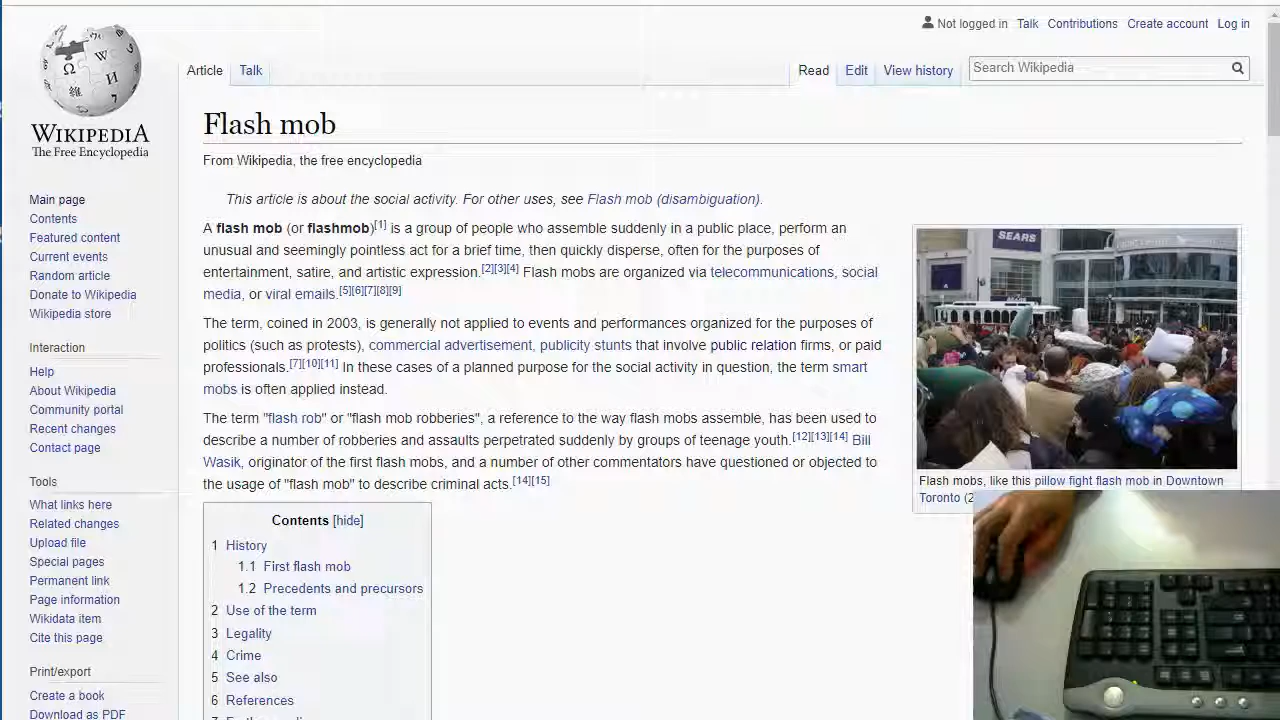 Not logged in Talk Contributions Create account Log in
Article Talk Read Edit View history Search Wikipedia
WIKIPEDIA
The Free Encyclopedia
Flash mob
From Wikipedia, the free encyclopedia
This article is about the social activity. For other uses, see Flash mob (disambiguation).
A flash mob (or flashmob)[1] is a group of people who assemble suddenly in a public place, perform an
unusual and seemingly pointless act for a brief time, then quickly disperse, often for the purposes of
entertainment, satire, and artistic expression.[2][3][4] Flash mobs are organized via telecommunications, social
media, or viral emails.[5][6][7][8][9]
The term, coined in 2003, is generally not applied to events and performances organized for the purposes of
politics (such as protests), commercial advertisement, publicity stunts that involve public relation firms, or paid
professionals.[7][10][11] In these cases of a planned purpose for the social activity in question, the term smart
mobs is often applied instead.
The term "flash rob" or "flash mob robberies", a reference to the way flash mobs assemble, has been used to
describe a number of robberies and assaults perpetrated suddenly by groups of teenage youth.[12][13][14] Bill
Wasik, originator of the first flash mobs, and a number of other commentators have questioned or objected to
the usage of "flash mob" to describe criminal acts.[14][15]
SEARS
Flash mobs, like this pillow fight flash mob in Downtown
Toronto (2
Contents [hide]
1 History
1.1 First flash mob
1.2 Precedents and precursors
2 Use of the term
3 Legality
4 Crime
5 See also
6 References
Main page
Contents
Featured content
Current events
Random article
Donate to Wikipedia
Wikipedia store
Interaction
Help
About Wikipedia
Community portal
Recent changes
Contact page
Tools
What links here
Related changes
Upload file
Special pages
Permanent link
Page information
Wikidata item
Cite this page
Print/export
Create a book
Download as PDF